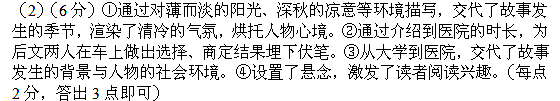 （2）（6分）①通过对薄而淡的阳光、深秋的凉意等环境描写，交代了故事发
生的季节，渲染了清冷的气氛，烘托人物心境。②通过介绍到医院的时长，为
后文两人在车上做出选择、商定结果埋下伏笔。③从大学到医院，交代了故事
发生的背景与人物的社会环境。④设置了悬念，激发了读者阅读兴趣。（每点
2分，答出3点即可）